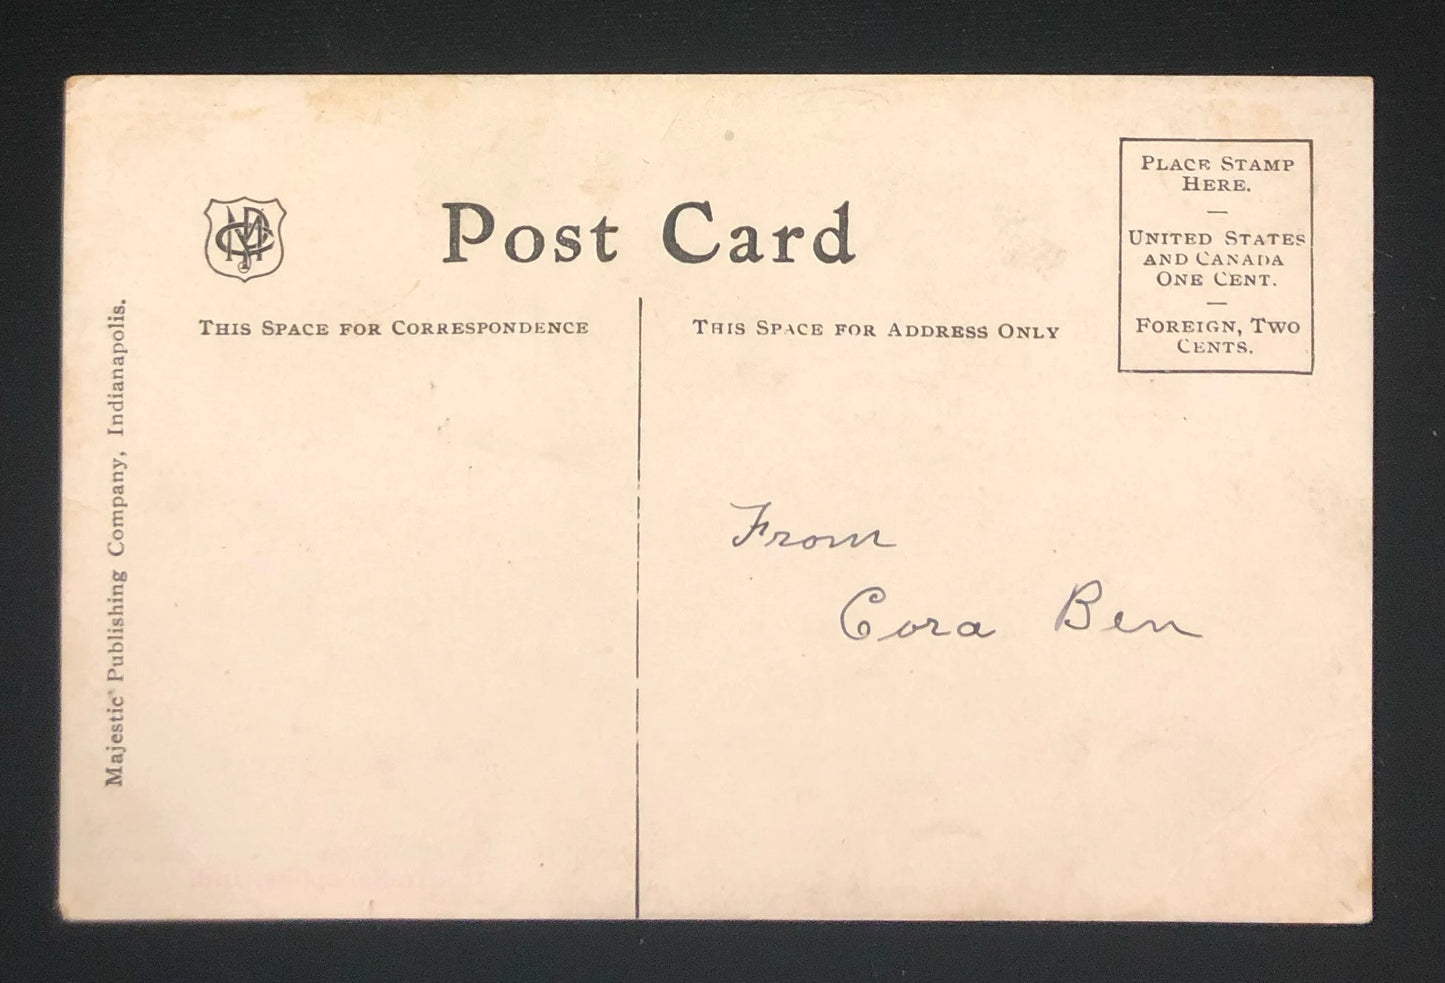 Post Card
THIS SPACE FOR CORRESPONDENCE
THIS SPACE FOR ADDRESS ONLY
PLACE STAMP
HERE.
—
UNITED STATES
AND CANADA
ONE CENT.
—
FOREIGN, TWO
CENTS.
Majestic Publishing Company, Indianapolis.
From
Cora Ben